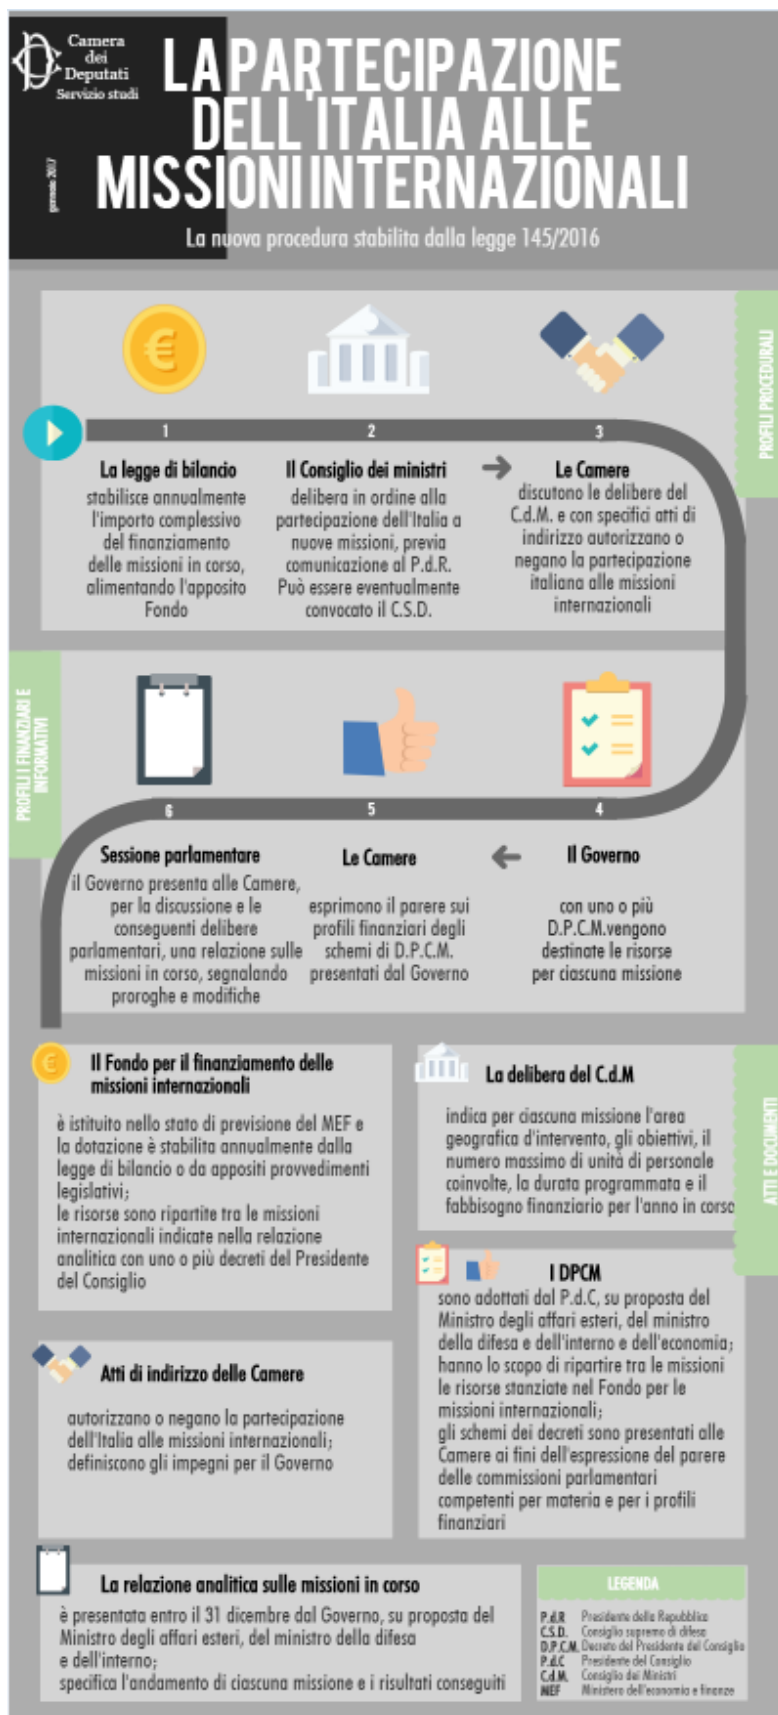 Camera
dei
Deputati
Servizio studi
gennaio 2017
LA PARTECIPAZIONE
DELL'ITALIA ALLE
MISSIONI INTERNAZIONALI
La nuova procedura stabilita dalla legge 145/2016
PROFILI PROCEDURALI
1
La legge di bilancio
stabilisce annualmente
l'importo complessivo
del finanziamento
delle missioni in corso,
alimentando l'apposito
Fondo
2
Il Consiglio dei ministri
delibera in ordine alla
partecipazione dell'Italia a
nuove missioni, previa
comunicazione al P.d.R.
Può essere eventualmente
convocato il C.S.D.
3
Le Camere
discutono le delibere del
C.d.M. e con specifici atti di
indirizzo autorizzano o
negano la partecipazione
italiana alle missioni
internazionali
PROFILI I FINANZIARI E
INFORMATIVI
4
Il Governo
con uno o più
D.P.C.M.vengono
destinate le risorse
per ciascuna missione
5
Le Camere
esprimono il parere sui
profili finanziari degli
schemi di D.P.C.M.
presentati dal Governo
6
Sessione parlamentare
il Governo presenta alle Camere,
per la discussione e le
conseguenti delibere
parlamentari, una relazione sulle
missioni in corso, segnalando
proroghe e modifiche
ATTI E DOCUMENTI
Il Fondo per il finanziamento delle
missioni internazionali
è istituito nello stato di previsione del MEF e
la dotazione è stabilita annualmente dalla
legge di bilancio o da appositi provvedimenti
legislativi;
le risorse sono ripartite tra le missioni
internazionali indicate nella relazione
analitica con uno o più decreti del Presidente
del Consiglio
La delibera del C.d.M
indica per ciascuna missione l'area
geografica d'intervento, gli obiettivi, il
numero massimo di unità di personale
coinvolte, la durata programmata e il
fabbisogno finanziario per l'anno in corso
I DPCM
sono adottati dal P.d.C, su proposta del
Ministro degli affari esteri, del ministro
della difesa e dell'interno e dell'economia;
hanno lo scopo di ripartire tra le missioni
le risorse stanziate nel Fondo per le
missioni internazionali;
gli schemi dei decreti sono presentati alle
Camere ai fini dell'espressione del parere
delle commissioni parlamentari
competenti per materia e per i profili
finanziari
Atti di indirizzo delle Camere
autorizzano o negano la partecipazione
dell'Italia alle missioni internazionali;
definiscono gli impegni per il Governo
La relazione analitica sulle missioni in corso
è presentata entro il 31 dicembre dal Governo, su proposta del
Ministro degli affari esteri, del ministro della difesa
e dell'interno;
specifica l'andamento di ciascuna missione e i risultati conseguiti
LEGENDA
P.d.R Presidente della Repubblica
C.S.D. Consiglio supremo di difesa
D.P.C.M. Decreto del Presidente del Consiglio
P.d.C Presidente del Consiglio
C.d.M. Consiglio dei Ministri
MEF Ministero dell'economia e finanze